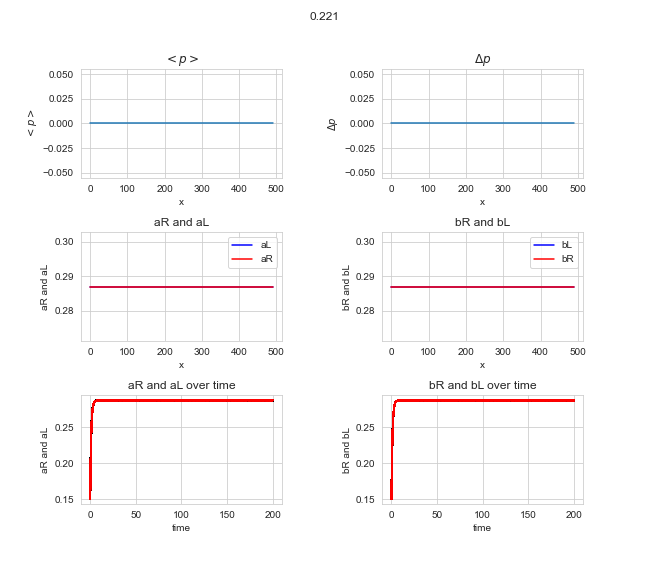 0.221
< p >
Δp
0.050
0.025
0.000
−0.025
−0.050
< p >
0 100 200 300 400 500
x
0.050
0.025
0.000
−0.025
−0.050
Δp
0 100 200 300 400 500
x
aR and aL
bR and bL
0.30
0.29
0.28
aR and aL
aL
aR
0 100 200 300 400 500
x
0.30
0.29
0.28
bR and bL
bL
bR
0 100 200 300 400 500
x
aR and aL over time
bR and bL over time
0.25
0.20
0.15
aR and aL
0 50 100 150 200
time
0.25
0.20
0.15
bR and bL
0 50 100 150 200
time